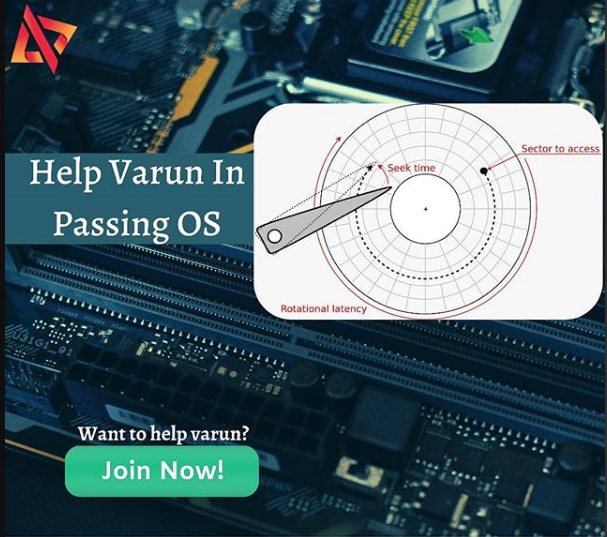 Help Varun In
Passing OS
Sector to access
Seek time
Rotational latency
Want to help varun?
Join Now!